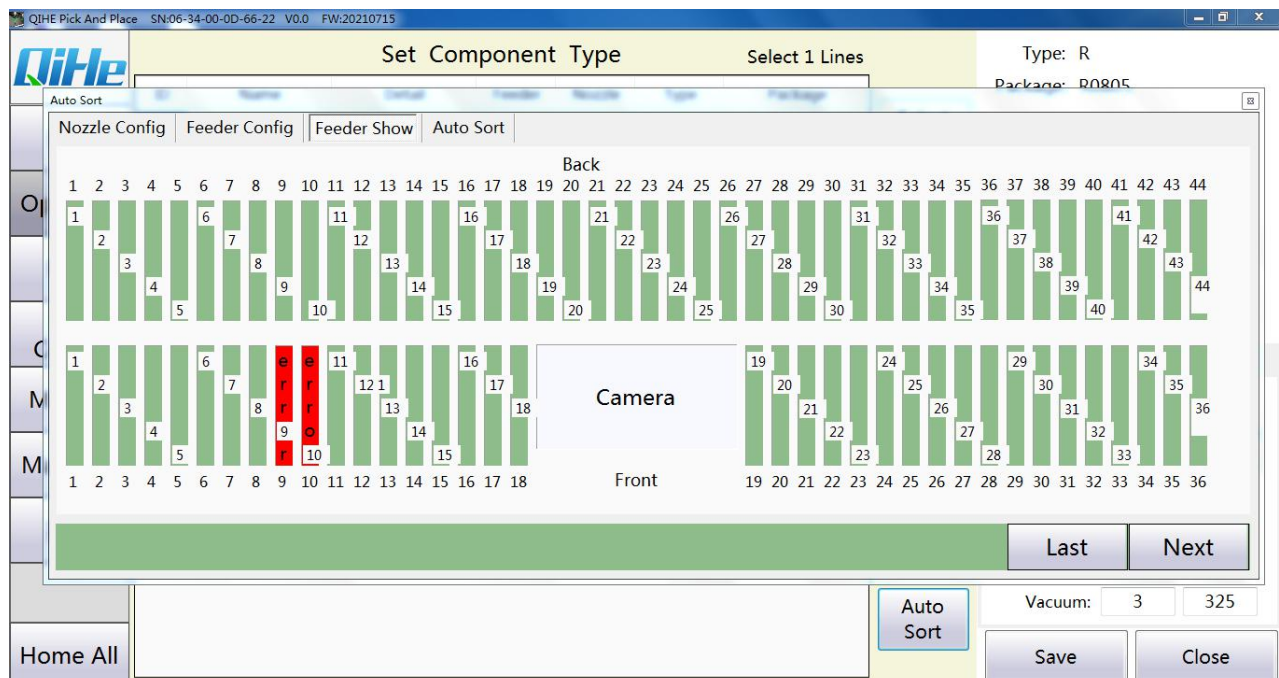 QIHE Pick And Place SN:06-34-00-0D-66-22 V0.0 FW:20210715
QiHe
Set Component Type
Select 1 Lines
Type: R
Package: R0805
Auto Sort
Nozzle Config Feeder Config Feeder Show Auto Sort
Back
1 2 3 4 5 6 7 8 9 10 11 12 13 14 15 16 17 18 19 20 21 22 23 24 25 26 27 28 29 30 31 32 33 34 35 36 37 38 39 40 41 42 43 44
1 6 11 16 21 26 31 36 41
2 7 12 17 22 27 32 37 42
3 8 13 18 23 28 33 38 43
4 9 14 19 24 29 34 39 44
5 10 15 20 25 30 35 40
1 6 e e 11 16 19 24 29 34
2 7 r r 12 1 17 20 25 30 35
3 8 r r 13 18 Camera 21 26 31 36
4 9 o 14 22 27 32
5 r 10 15 23 28 33
Front
1 2 3 4 5 6 7 8 9 10 11 12 13 14 15 16 17 18 19 20 21 22 23 24 25 26 27 28 29 30 31 32 33 34 35 36
Last Next
Vacuum: 3 325
Auto
Sort
Home All
Save Close